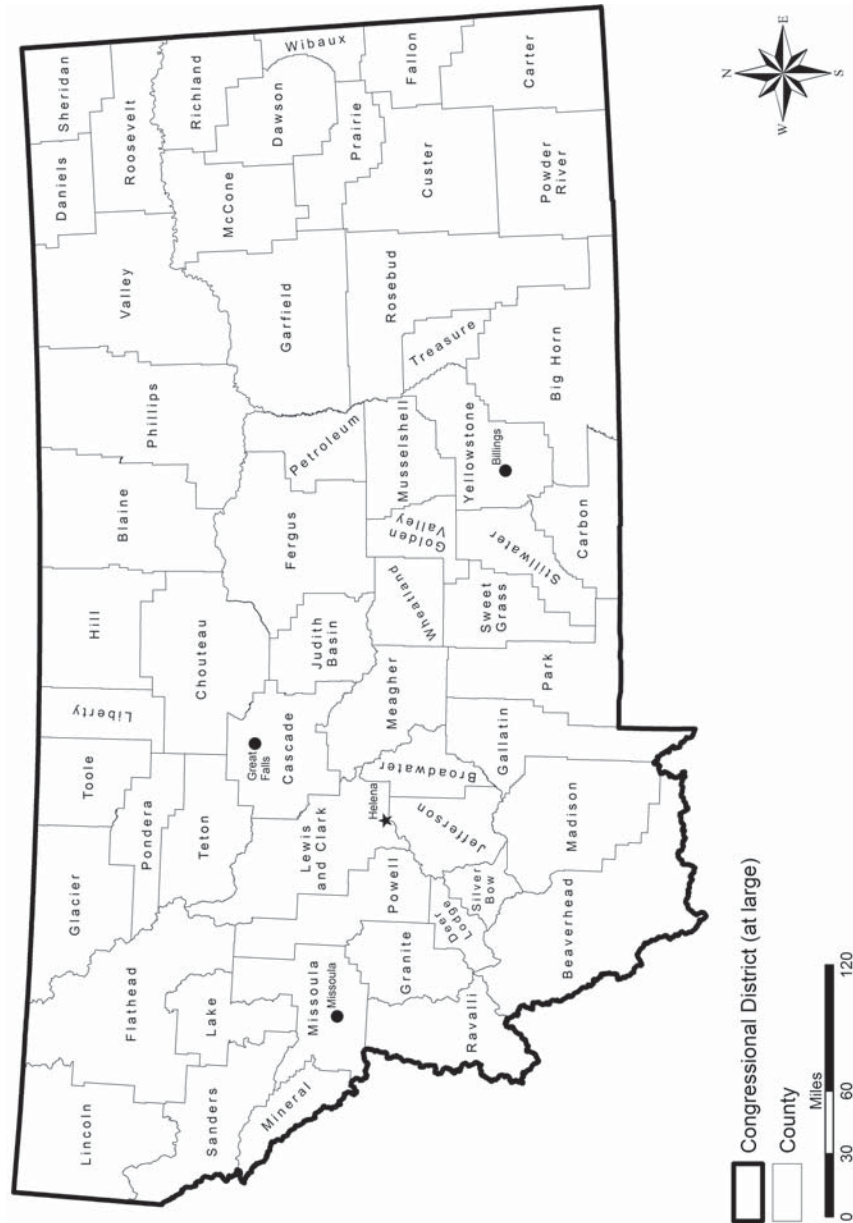 Lincoln
Flathead
Glacier
Toole
Liberty
Hill
Blaine
Phillips
Valley
Daniels
Sheridan
Roosevelt
Sanders
Lake
Pondera
Teton
Chouteau
Richland
McCone
Dawson
Wibaux
Mineral
Missoula
Missoula
Lewis
and Clark
Great
Falls
Cascade
Judith
Basin
Fergus
Petroleum
Garfield
Prairie
Fallon
Ravalli
Granite
Powell
Helena
Broadwater
Meagher
Wheatland
Golden
Valley
Musselshell
Rosebud
Treasure
Custer
Carter
Deer
Lodge
Silver
Bow
Jefferson
Gallatin
Park
Sweet
Grass
Stillwater
Yellowstone
Billings
Big Horn
Powder
River
Beaverhead
Madison
Carbon
Congressional District (at large)
County
Miles
0
30
60
120
N
E
S
W